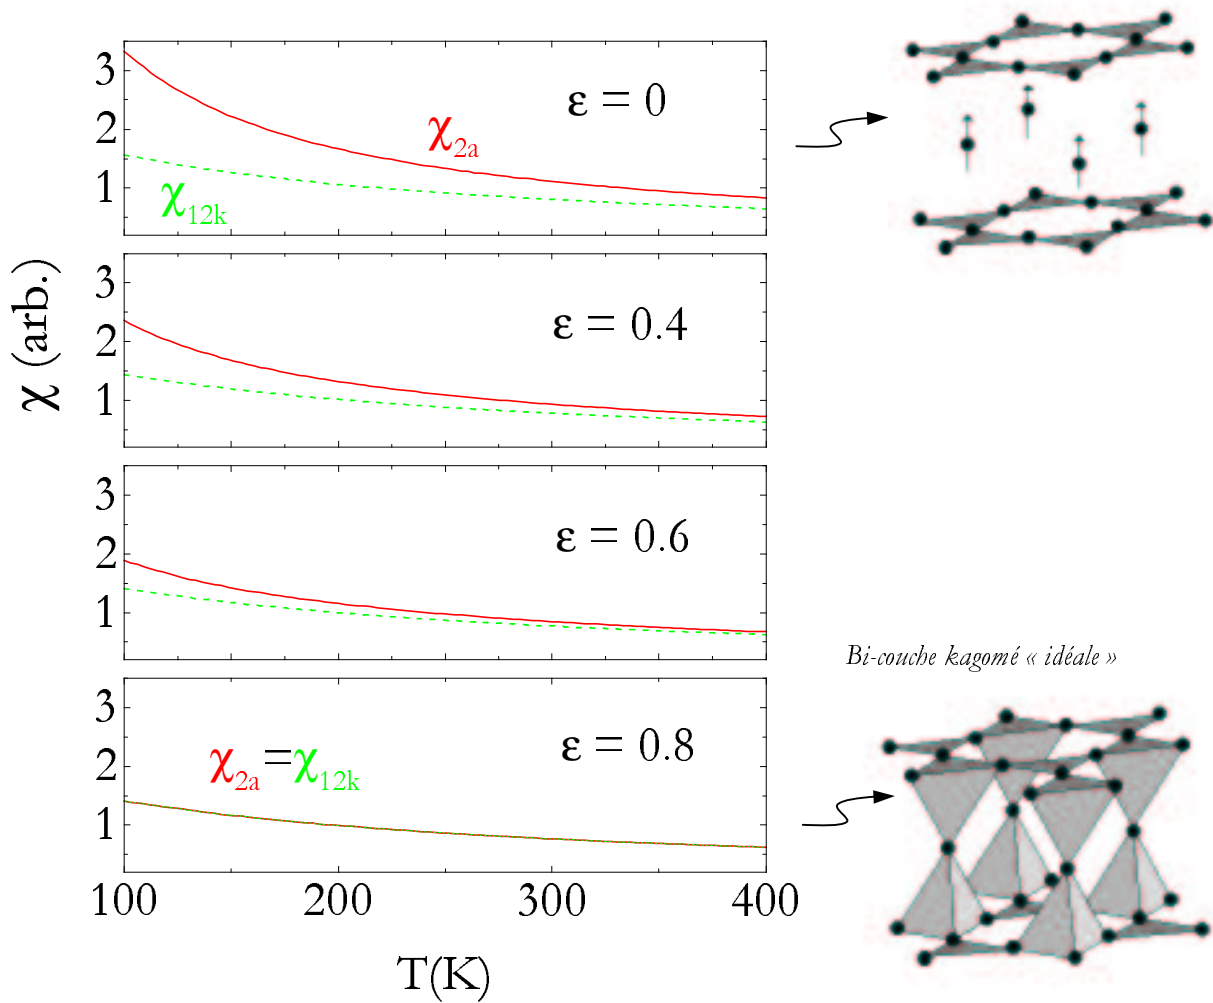 3
2
1
ε = 0
χ2a
χ12k
χ (arb.)
3
2
1
ε = 0.4
3
2
1
ε = 0.6
Bi-couche kagomé « idéale »
3
2
1
ε = 0.8
χ2a=χ12k
100 200 300 400
T(K)